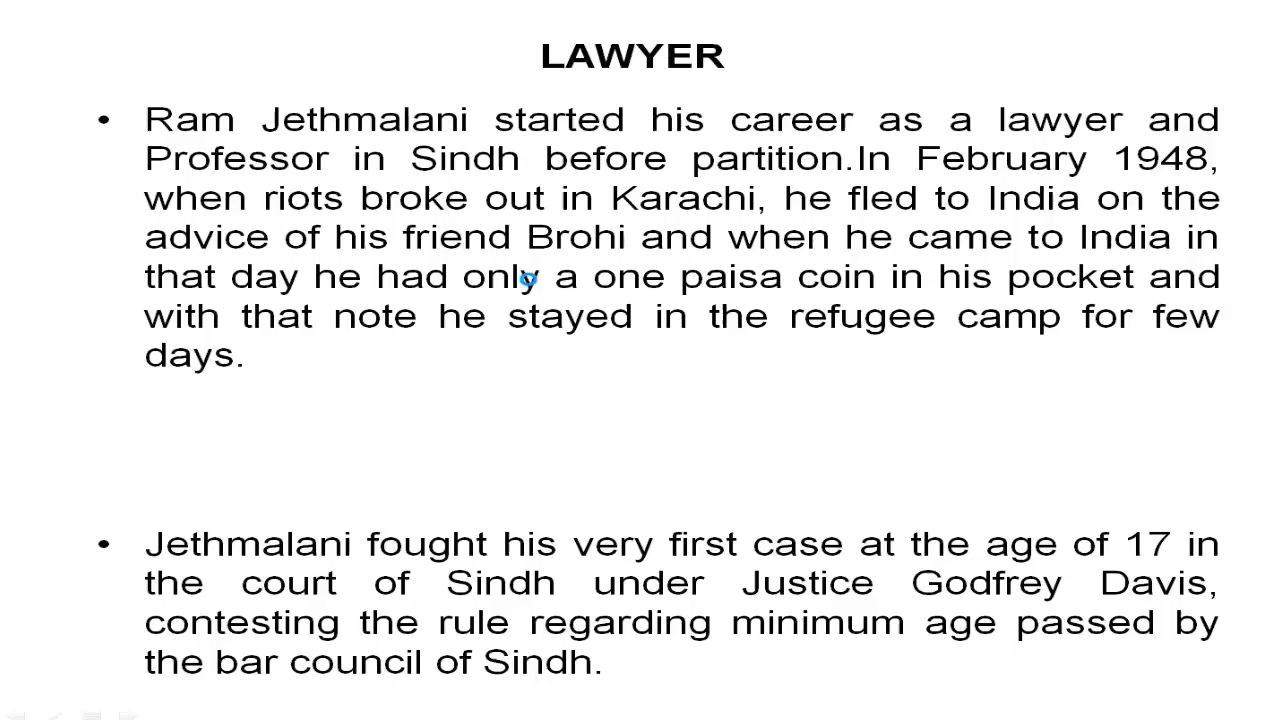 LAWYER
• Ram Jethmalani started his career as a lawyer and
Professor in Sindh before partition.In February 1948,
when riots broke out in Karachi, he fled to India on the
advice of his friend Brohi and when he came to India in
that day he had only a one paisa coin in his pocket and
with that note he stayed in the refugee camp for few
days.
• Jethmalani fought his very first case at the age of 17 in
the court of Sindh under Justice Godfrey Davis,
contesting the rule regarding minimum age passed by
the bar council of Sindh.